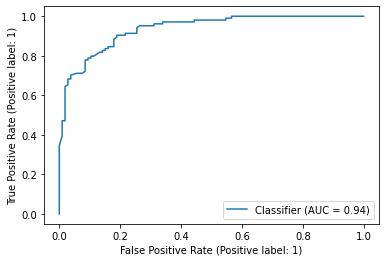 1.0
0.8
0.6
0.4
0.2
0.0
True Positive Rate (Positive label: 1)
Classifier (AUC = 0.94)
0.0 0.2 0.4 0.6 0.8 1.0
False Positive Rate (Positive label: 1)